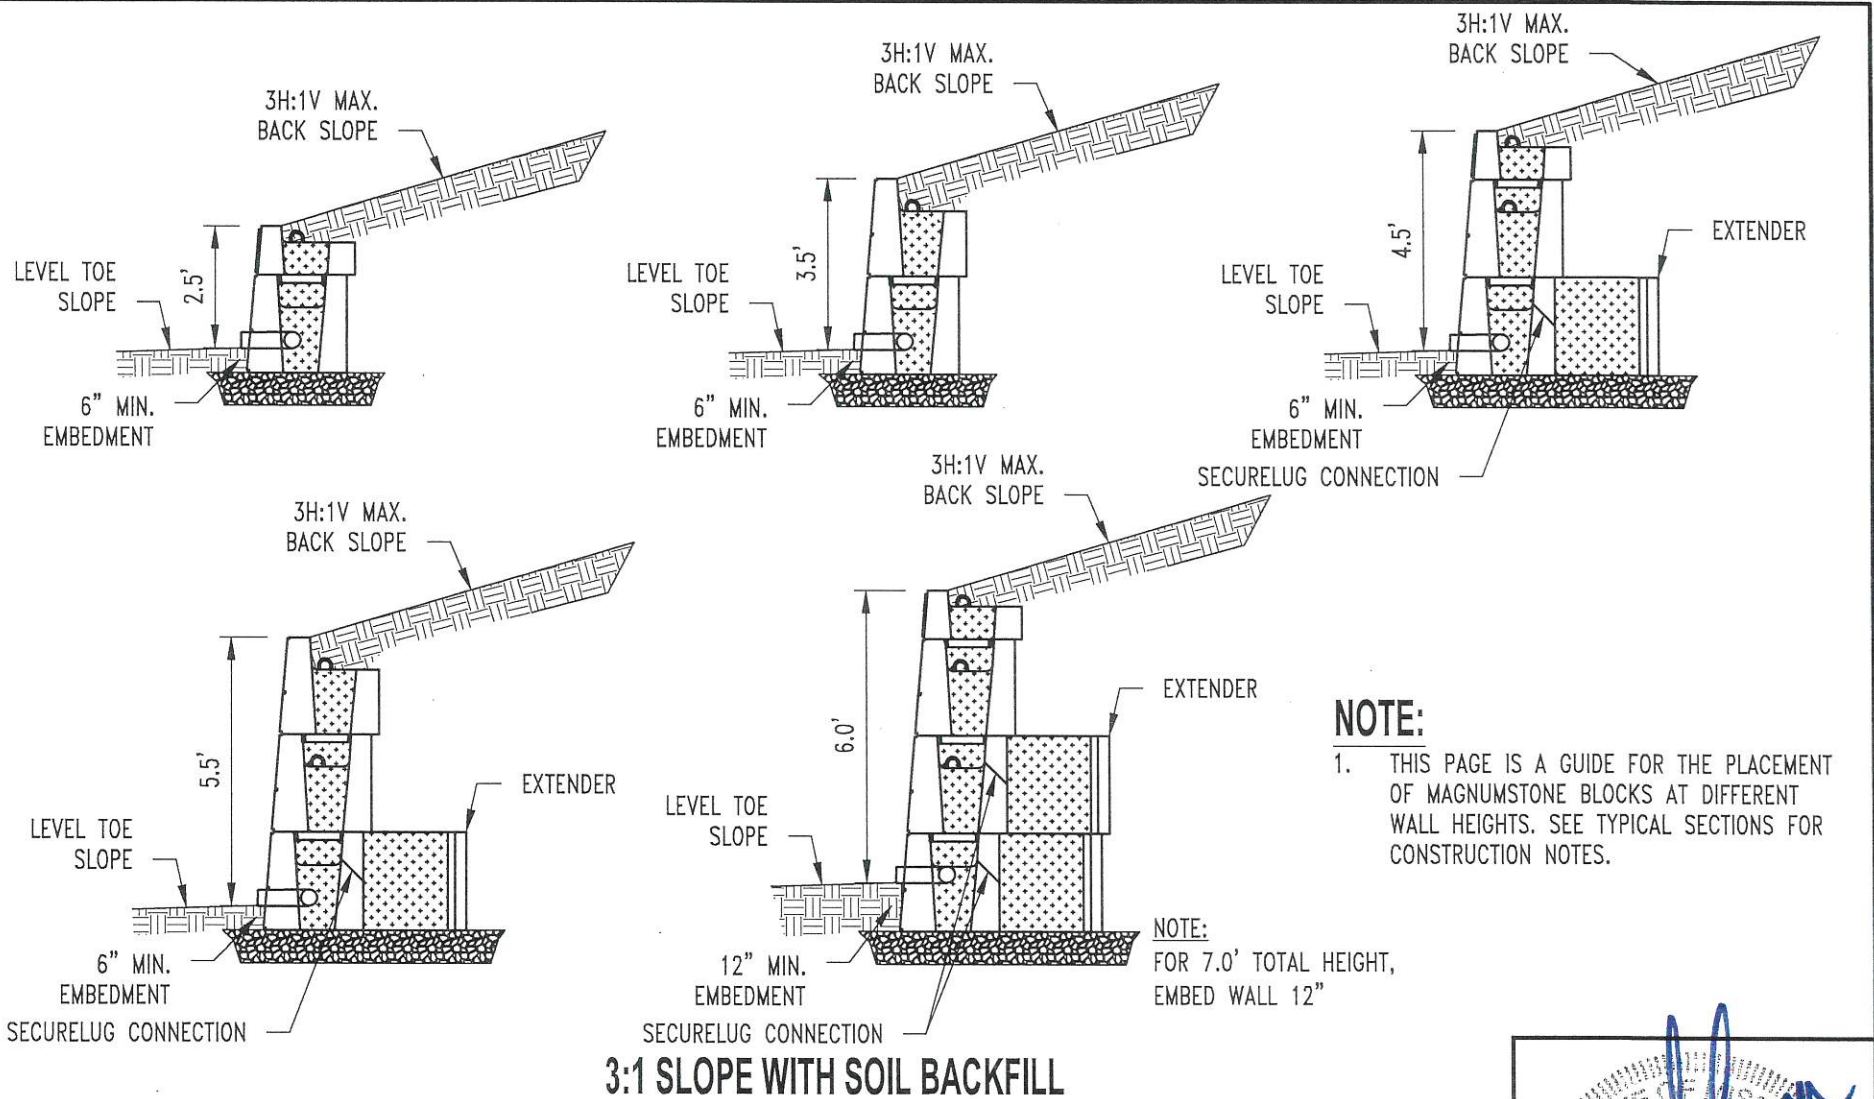 3H:1V MAX.
BACK SLOPE
LEVEL TOE
SLOPE
2.5'
6" MIN.
EMBEDMENT
3H:1V MAX.
BACK SLOPE
LEVEL TOE
SLOPE
3.5'
6" MIN.
EMBEDMENT
3H:1V MAX.
BACK SLOPE
LEVEL TOE
SLOPE
4.5'
EXTENDER
6" MIN.
EMBEDMENT
SECURELUG CONNECTION
3H:1V MAX.
BACK SLOPE
5.5'
EXTENDER
LEVEL TOE
SLOPE
6" MIN.
EMBEDMENT
SECURELUG CONNECTION
3H:1V MAX.
BACK SLOPE
EXTENDER
6.0'
LEVEL TOE
SLOPE
12" MIN.
EMBEDMENT
SECURELUG CONNECTION
NOTE:
FOR 7.0' TOTAL HEIGHT,
EMBED WALL 12"
NOTE:
1. THIS PAGE IS A GUIDE FOR THE PLACEMENT
OF MAGNUMSTONE BLOCKS AT DIFFERENT
WALL HEIGHTS. SEE TYPICAL SECTIONS FOR
CONSTRUCTION NOTES.
3:1 SLOPE WITH SOIL BACKFILL